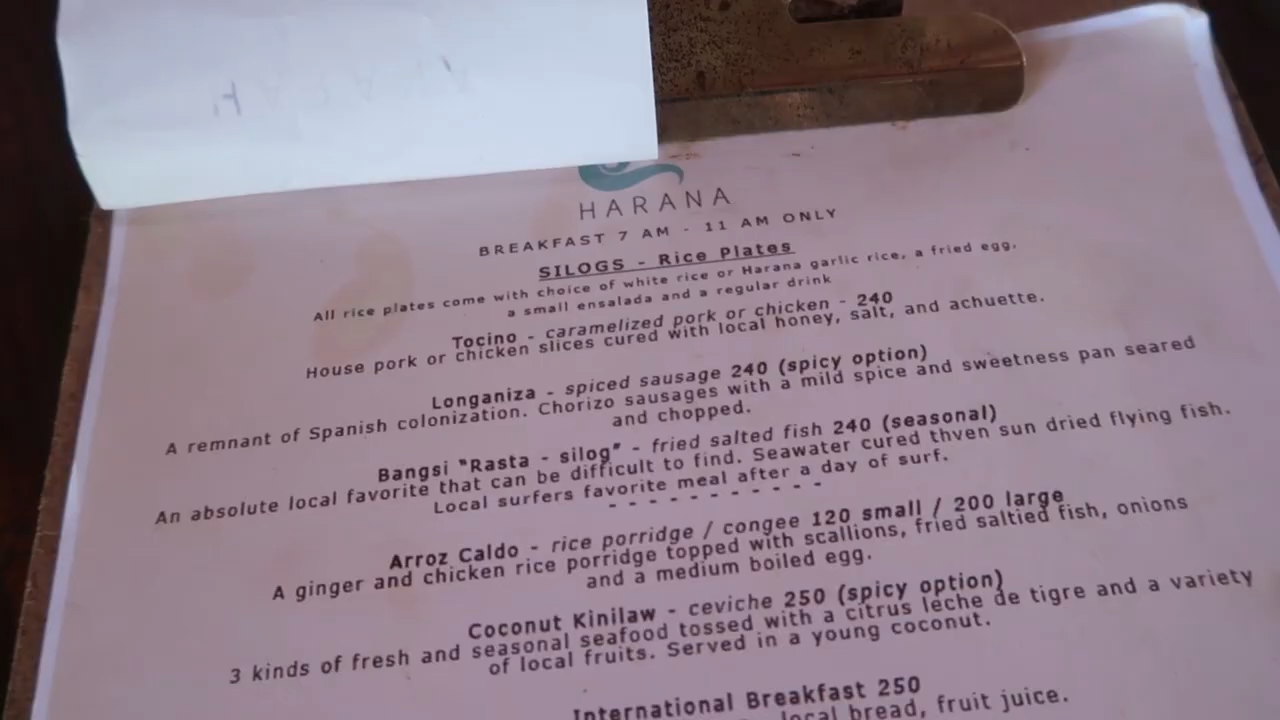 HARANA
BREAKFAST 7 AM - 11 AM ONLY
SILOGS - Rice Plates
All rice plates come with choice of white rice or Harana garlic rice, a fried egg,
a small ensalada and a regular drink
Tocino - caramelized pork or chicken - 240
House pork or chicken slices cured with local honey, salt, and achuette.
Longaniza - spiced sausage 240 (spicy option)
A remnant of Spanish colonization. Chorizo sausages with a mild spice and sweetness pan seared
and chopped.
Bangsi "Rasta - silog" - fried salted fish 240 (seasonal)
An absolute local favorite that can be difficult to find. Seawater cured thven sun dried flying fish.
Local surfers favorite meal after a day of surf.
- - - - - - - - - - -
Arroz Caldo - rice porridge / congee 120 small / 200 large
A ginger and chicken rice porridge topped with scallions, fried saltied fish, onions
and a medium boiled egg.
Coconut Kinilaw - ceviche 250 (spicy option)
3 kinds of fresh and seasonal seafood tossed with a citrus leche de tigre and a variety
of local fruits. Served in a young coconut.
International Breakfast 250
local bread, fruit juice.